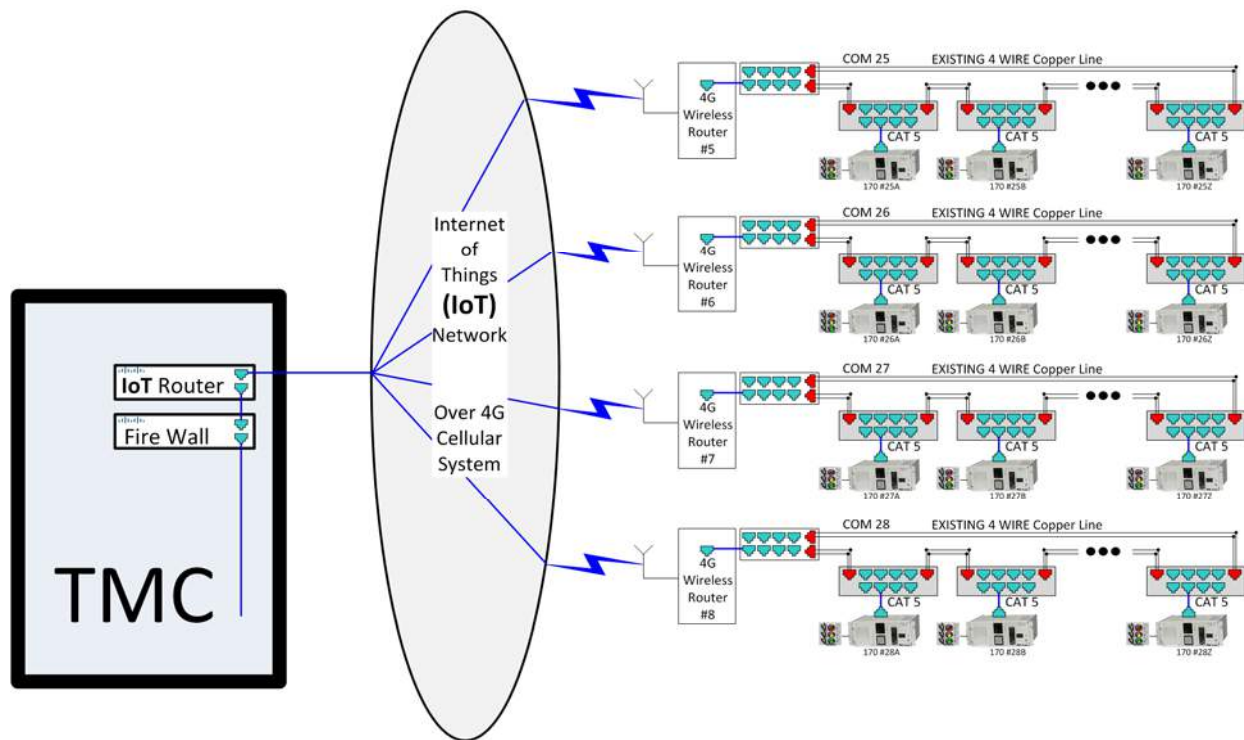 TMC
IoT Router
Fire Wall
Internet
of
Things
(IoT)
Network
Over 4G
Cellular
System
4G
Wireless
Router
#5
COM 25
EXISTING 4 WIRE Copper Line
CAT 5
CAT 5
CAT 5
170 #25A
170 #25B
170 #25Z
4G
Wireless
Router
#6
COM 26
EXISTING 4 WIRE Copper Line
CAT 5
CAT 5
CAT 5
170 #26A
170 #26B
170 #26Z
4G
Wireless
Router
#7
COM 27
EXISTING 4 WIRE Copper Line
CAT 5
CAT 5
CAT 5
170 #27A
170 #27B
170 #27Z
4G
Wireless
Router
#8
COM 28
EXISTING 4 WIRE Copper Line
CAT 5
CAT 5
CAT 5
170 #28A
170 #28B
170 #28Z